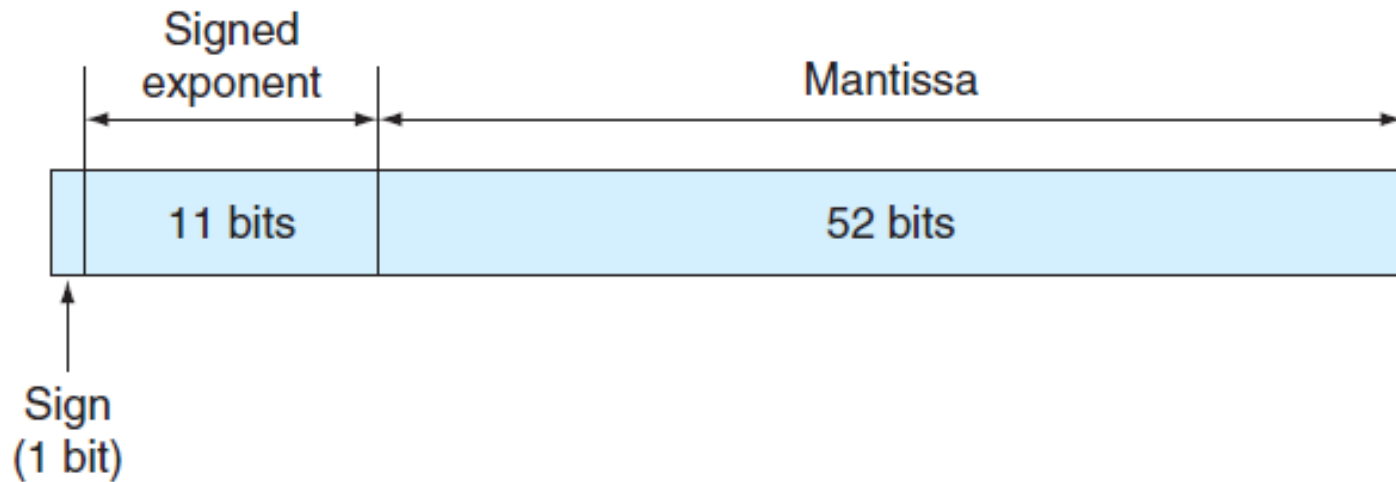 Signed
exponent
Mantissa
11 bits
52 bits
Sign
(1 bit)